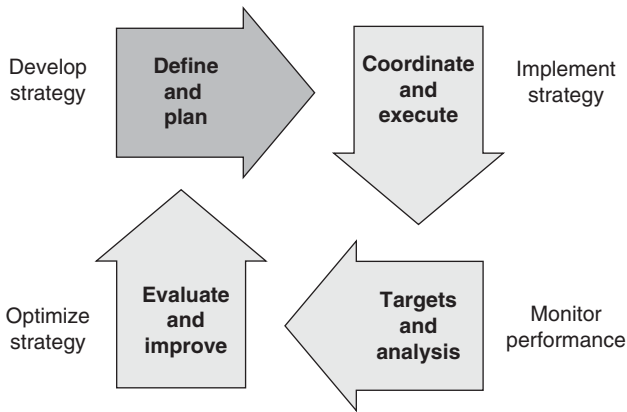 Develop
strategy
Define
and
plan
Coordinate
and
execute
Implement
strategy
Optimize
strategy
Evaluate
and
improve
Targets
and
analysis
Monitor
performance